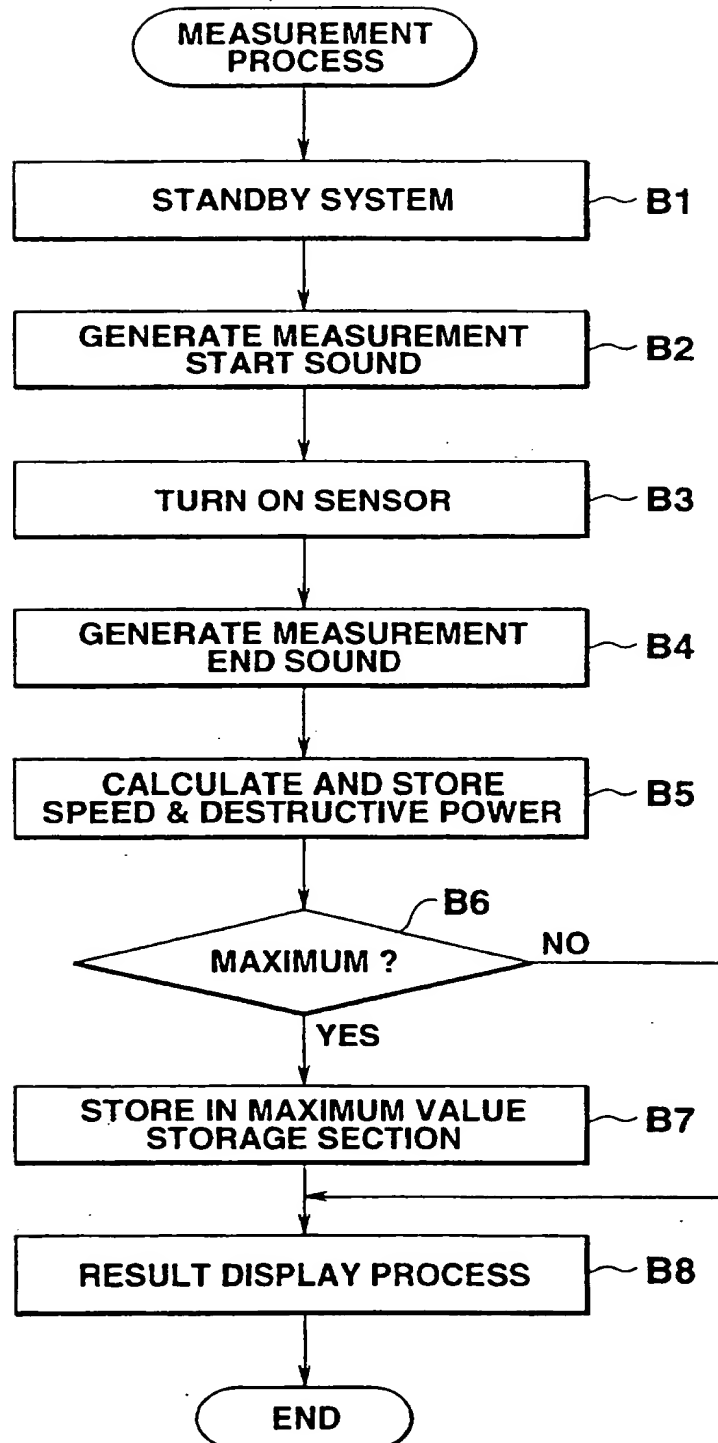 MEASUREMENT
PROCESS
STANDBY SYSTEM
B1
GENERATE MEASUREMENT
START SOUND
B2
TURN ON SENSOR
B3
GENERATE MEASUREMENT
END SOUND
B4
CALCULATE AND STORE
SPEED & DESTRUCTIVE POWER
B5
B6
MAXIMUM ?
NO
YES
STORE IN MAXIMUM VALUE
STORAGE SECTION
B7
RESULT DISPLAY PROCESS
B8
END